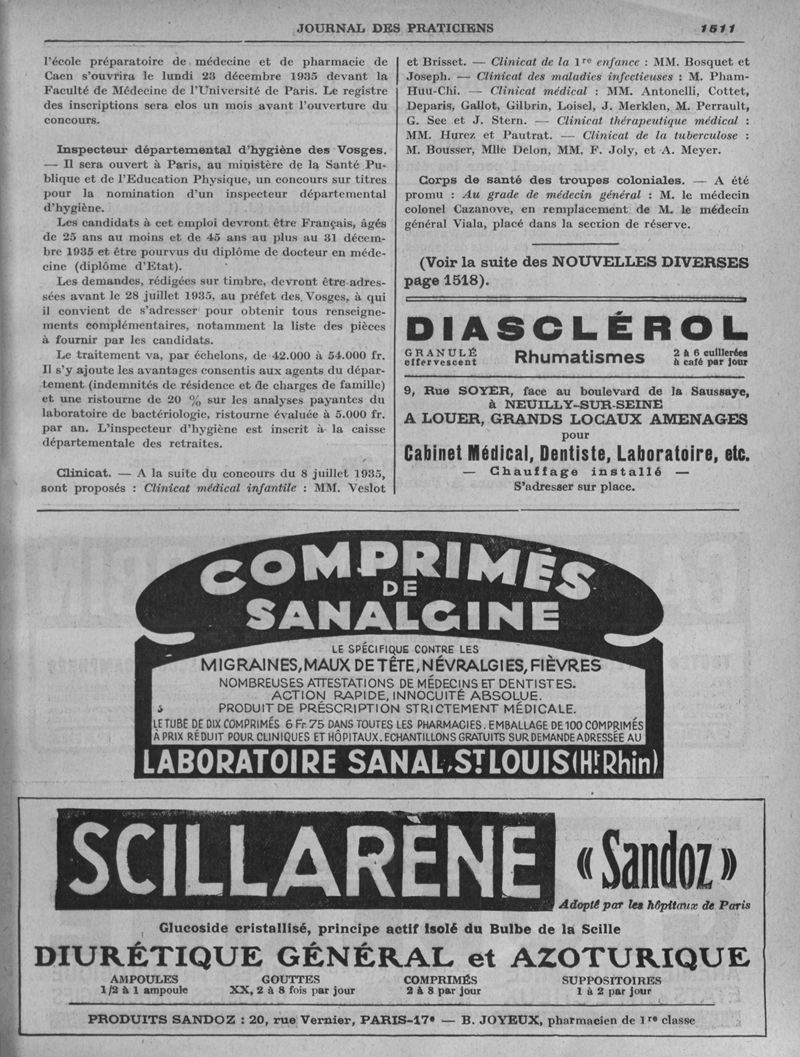 JOURNAL DES PRATICIENS 1511
l'école préparatoire de médecine et de pharmacie de
Caen s'ouvrira le lundi 23 décembre 1935 devant la
Faculté de Médecine de l'Université de Paris. Le registre
des inscriptions sera clos un mois avant l'ouverture du
concours.
Inspecteur départemental d'hygiène des Vosges.
— Il sera ouvert à Paris, au ministère de la Santé Pu-
blique et de l'Education Physique, un concours sur titres
pour la nomination d'un inspecteur départemental
d'hygiène.
Les candidats à cet emploi devront être Français, âgés
de 25 ans au moins et de 45 ans au plus au 31 décem-
bre 1935 et être pourvus du diplôme de docteur en méde-
cine (diplôme d'Etat).
Les demandes, rédigées sur timbre, devront être adres-
sées avant le 28 juillet 1935, au préfet des Vosges, à qui
il convient de s'adresser pour obtenir tous renseigne-
ments complémentaires, notamment la liste des pièces
à fournir par les candidats.
Le traitement va, par échelons, de 42.000 à 54.000 fr.
Il s'y ajoute les avantages consentis aux agents du dépar-
tement (indemnités de résidence et de charges de famille)
et une ristourne de 20 % sur les analyses payantes du
laboratoire de bactériologie, ristourne évaluée à 5.000 fr.
par an. L'inspecteur d'hygiène est inscrit à la caisse
départementale des retraites.
Clinicat. — A la suite du concours du 8 juillet 1935,
sont proposés : Clinicat médical infantile : MM. Veslot
et Brisset. — Clinicat de la 1re enfance : MM. Bosquet et
Joseph. — Clinicat des maladies infectieuses : M. Pham-
Huu-Chi. — Clinicat médical : MM. Antonelli, Cottet,
Deparis, Gallot, Gilbrin, Loisel, J. Merklen, M. Perrault,
G. See et J. Stern. — Clinicat thérapeutique médical :
MM. Hurez et Pautrat. — Clinicat de la tuberculose :
M. Bousser, Mlle Delon, MM. F. Joly, et A. Meyer.
Corps de santé des troupes coloniales. — A été
promu : Au grade de médecin général : M. le médecin
colonel Cazanove, en remplacement de M. le médecin
général Viala, placé dans la section de réserve.
(Voir la suite des NOUVELLES DIVERSES
page 1518).
DIASCLÉROL
GRANULÉ
effervescent
Rhumatismes
2 à 6 cuillerées
à café par jour
9, Rue SOYER, face au boulevard de la Saussaye,
à NEUILLY-SUR-SEINE
A LOUER, GRANDS LOCAUX AMENAGES
pour
Cabinet Médical, Dentiste, Laboratoire, etc.
— Chauffage installé —
S'adresser sur place.
COMPRIMÉS
DE
SANALGINE
LE SPÉCIFIQUE CONTRE LES
MIGRAINES, MAUX DE TÊTE, NÉVRALGIES, FIÈVRES
NOMBREUSES ATTESTATIONS DE MÉDECINS ET DENTISTES.
ACTION RAPIDE, INNOCUITÉ ABSOLUE.
PRODUIT DE PRÉSCRIPTION STRICTEMENT MÉDICALE.
LE TUBE DE DIX COMPRIMÉS 6 Fr. 75 DANS TOUTES LES PHARMACIES. EMBALLAGE DE 100 COMPRIMÉS
À PRIX RÉDUIT POUR CLINIQUES ET HÔPITAUX. ECHANTILLONS GRATUITS SUR DEMANDE ADRESSÉE AU
LABORATOIRE SANAL, St. LOUIS (Ht. Rhin)
SCILLARÈNE « Sandoz »
Adopté par les hôpitaux de Paris
Glucoside cristallisé, principe actif isolé du Bulbe de la Scille
DIURÉTIQUE GÉNÉRAL et AZOTURIQUE
AMPOULES GOUTTES COMPRIMÉS SUPPOSITOIRES
1/2 à 1 ampoule XX, 2 à 8 fois par jour 2 à 8 par jour 1 à 2 par jour
PRODUITS SANDOZ : 20, rue Vernier, PARIS-17e — B. JOYEUX, pharmacien de 1re classe